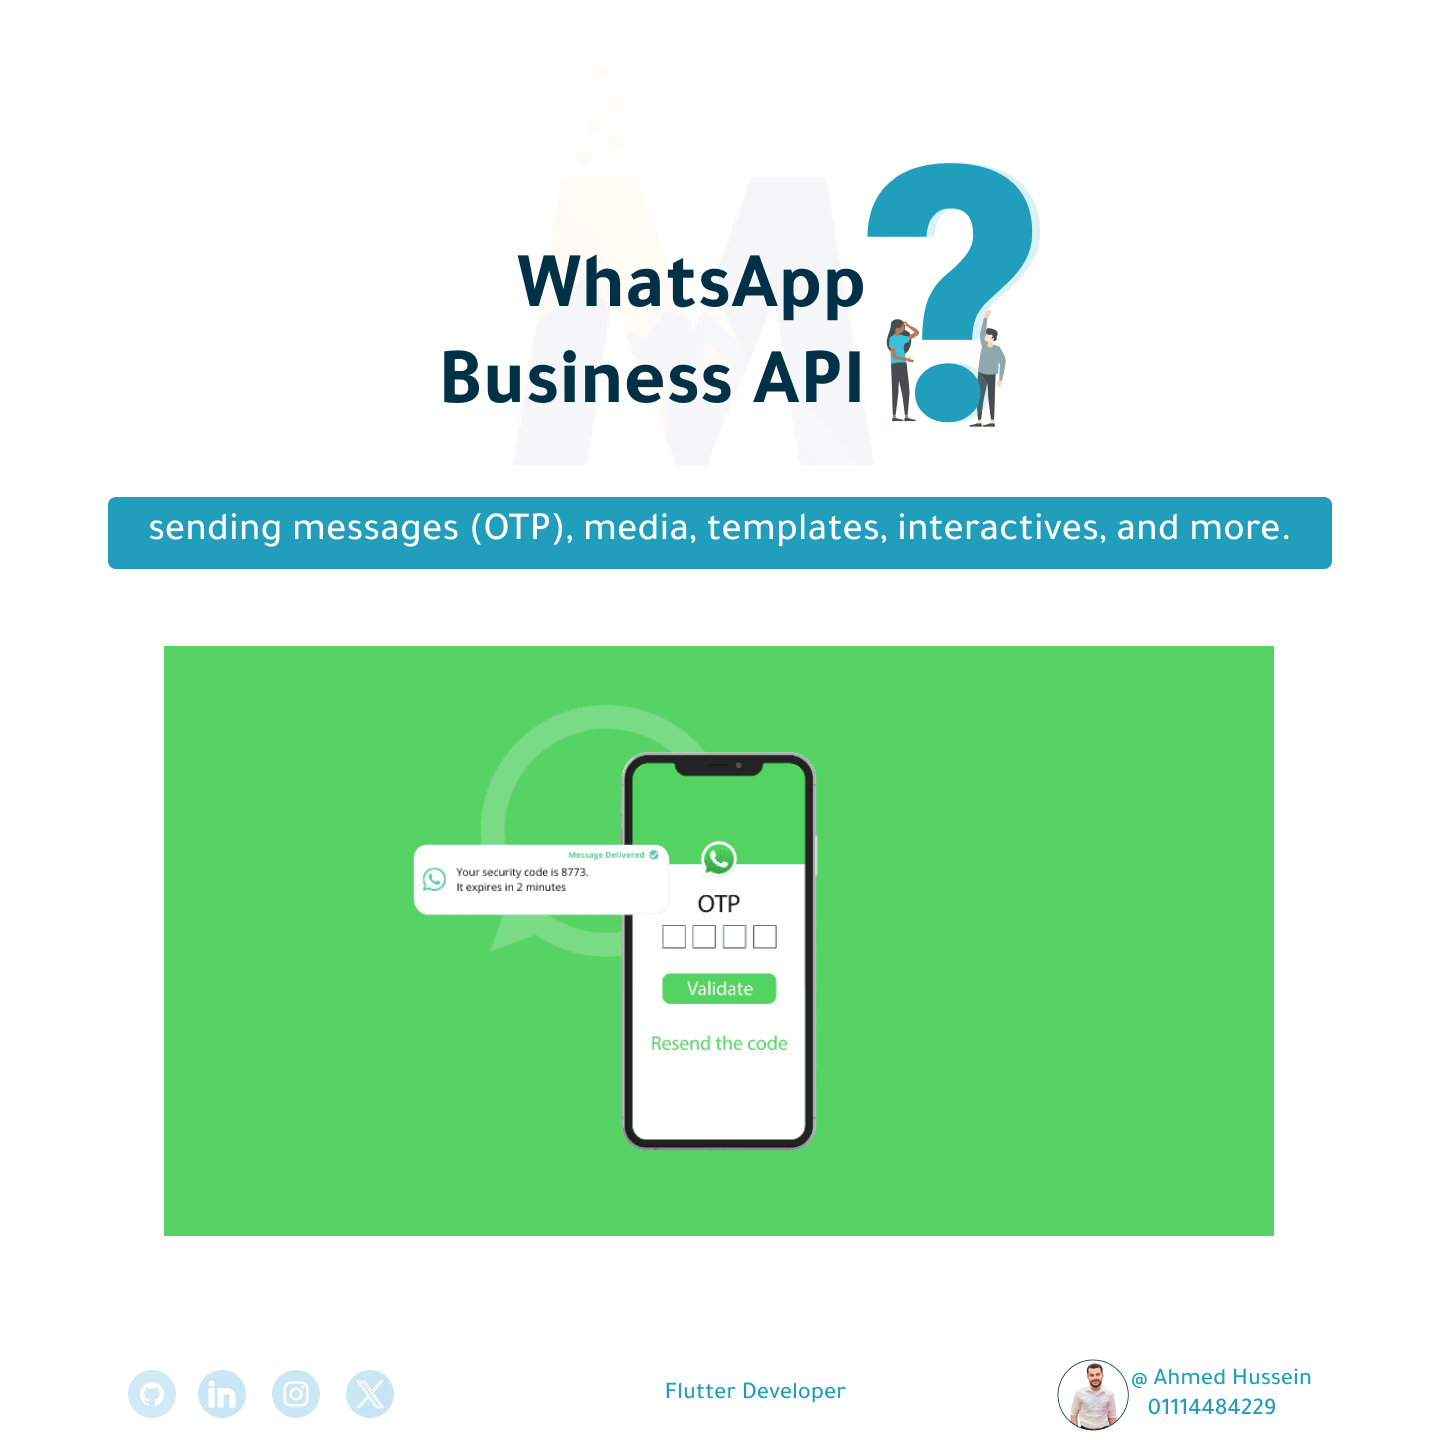 WhatsApp
Business API
?
sending messages (OTP), media, templates, interactives, and more.
Message Delivered
Your security code is 8773.
It expires in 2 minutes
OTP
Validate
Resend the code
Flutter Developer
@ Ahmed Hussein
01114484229